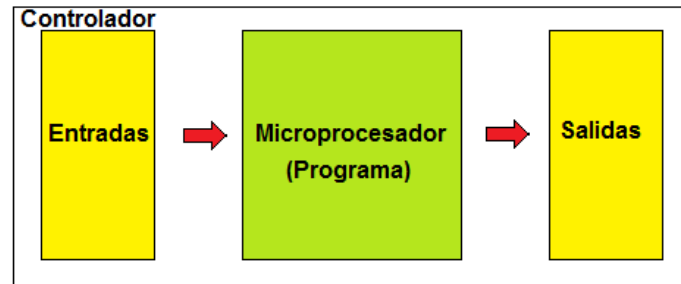 Controlador
Entradas
Microprocesador
(Programa)
Salidas